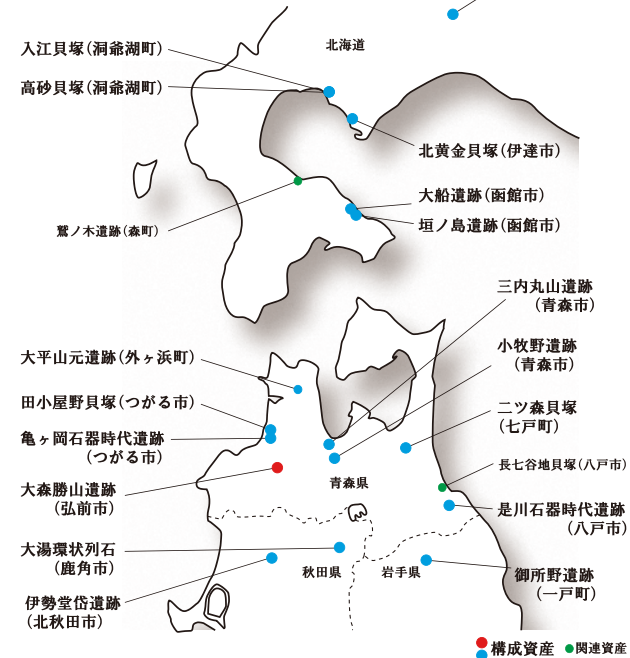 北海道
入江貝塚(洞爺湖町)
高砂貝塚(洞爺湖町)
北黄金貝塚(伊達市)
大船遺跡(函館市)
垣ノ島遺跡(函館市)
鷲ノ木遺跡(森町)
三内丸山遺跡
(青森市)
小牧野遺跡
(青森市)
大平山元遺跡(外ヶ浜町)
田小屋野貝塚(つがる市)
二ツ森貝塚
(七戸町)
亀ヶ岡石器時代遺跡
(つがる市)
長七谷地貝塚(八戸市)
青森県
大森勝山遺跡
(弘前市)
是川石器時代遺跡
(八戸市)
大湯環状列石
(鹿角市)
秋田県
岩手県
御所野遺跡
(一戸町)
伊勢堂岱遺跡
(北秋田市)
構成資産
関連資産